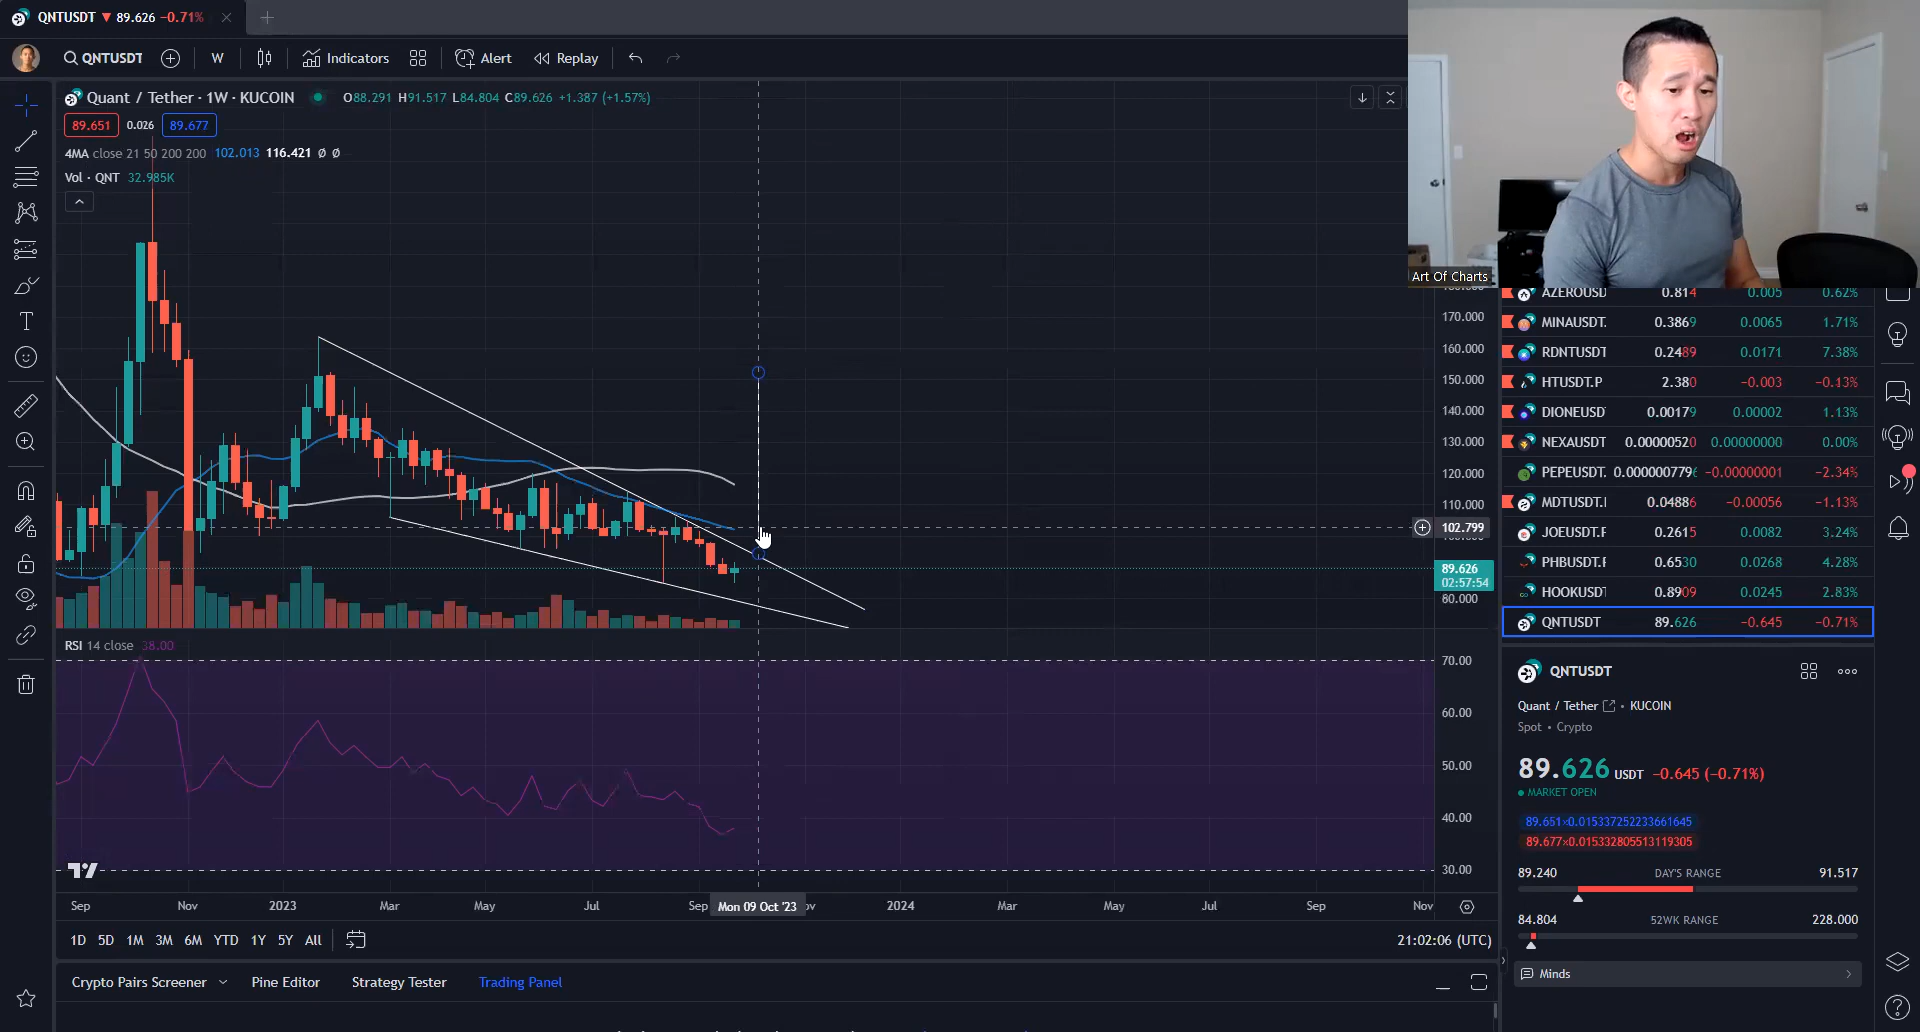 QNTUSDT ▼ 89.626 −0.71%
QNTUSDT
W
Indicators
Alert
Replay
Quant / Tether · 1W · KUCOIN
O88.291 H91.517 L84.804 C89.626 +1.387 (+1.57%)
89.651 0.026 89.677
4MA close 21 50 200 200 102.013 116.421 ø ø
Vol · QNT 32.985K
170.000
160.000
150.000
140.000
130.000
120.000
110.000
102.799
89.626
02:57:54
80.000
RSI 14 close 38.00
70.00
60.00
50.00
40.00
30.00
Sep Nov 2023 Mar May Jul Sep Mon 09 Oct '23 2024 Mar May Jul Sep Nov
1D 5D 1M 3M 6M YTD 1Y 5Y All
21:02:06 (UTC)
Crypto Pairs Screener Pine Editor Strategy Tester Trading Panel
Art Of Charts
AZEROUSD 0.814 0.005 0.62%
MINAUSDT. 0.3869 0.0065 1.71%
RDNTUSDT 0.2489 0.0171 7.38%
HTUSDT.P 2.380 −0.003 −0.13%
DIONEUSD 0.00179 0.00002 1.13%
NEXAUSDT 0.00000520 0.00000000 0.00%
PEPEUSDT. 0.000000779 −0.00000001 −2.34%
MDTUSDT. 0.04886 −0.00056 −1.13%
JOEUSDT.F 0.2615 0.0082 3.24%
PHBUSDT.F 0.6530 0.0268 4.28%
HOOKUSDT 0.8909 0.0245 2.83%
QNTUSDT 89.626 −0.645 −0.71%
QNTUSDT
Quant / Tether • KUCOIN
Spot • Crypto
89.626 USDT −0.645 (−0.71%)
MARKET OPEN
89.651×0.015337252233661645
89.677×0.015332805513119305
89.240 DAY'S RANGE 91.517
84.804 52WK RANGE 228.000
Minds